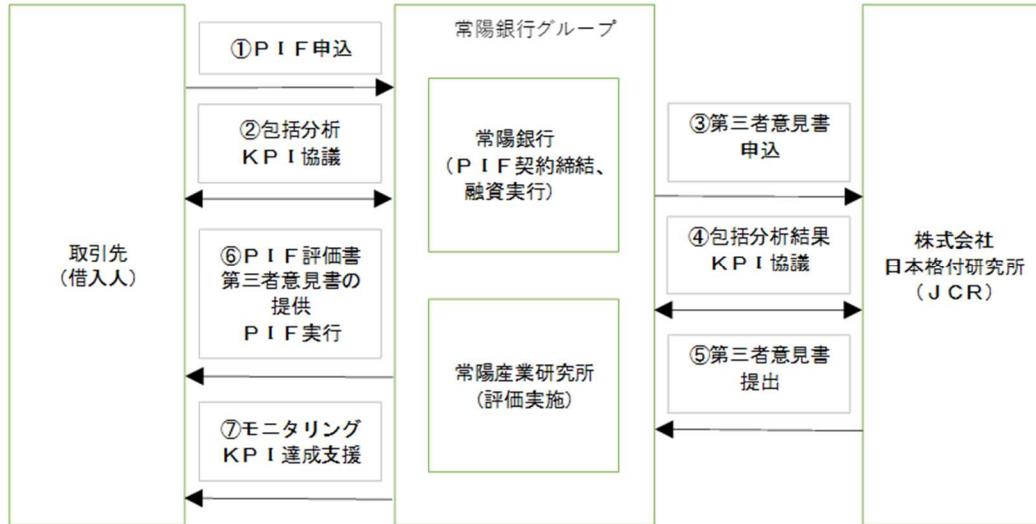 取引先
（借入人）
①ＰＩＦ申込
②包括分析
ＫＰＩ協議
⑥ＰＩＦ評価書
第三者意見書の
提供
ＰＩＦ実行
⑦モニタリング
ＫＰＩ達成支援
常陽銀行グループ
常陽銀行
（ＰＩＦ契約締結、
融資実行）
常陽産業研究所
（評価実施）
③第三者意見書
申込
④包括分析結果
ＫＰＩ協議
⑤第三者意見書
提出
株式会社
日本格付研究所
（ＪＣＲ）